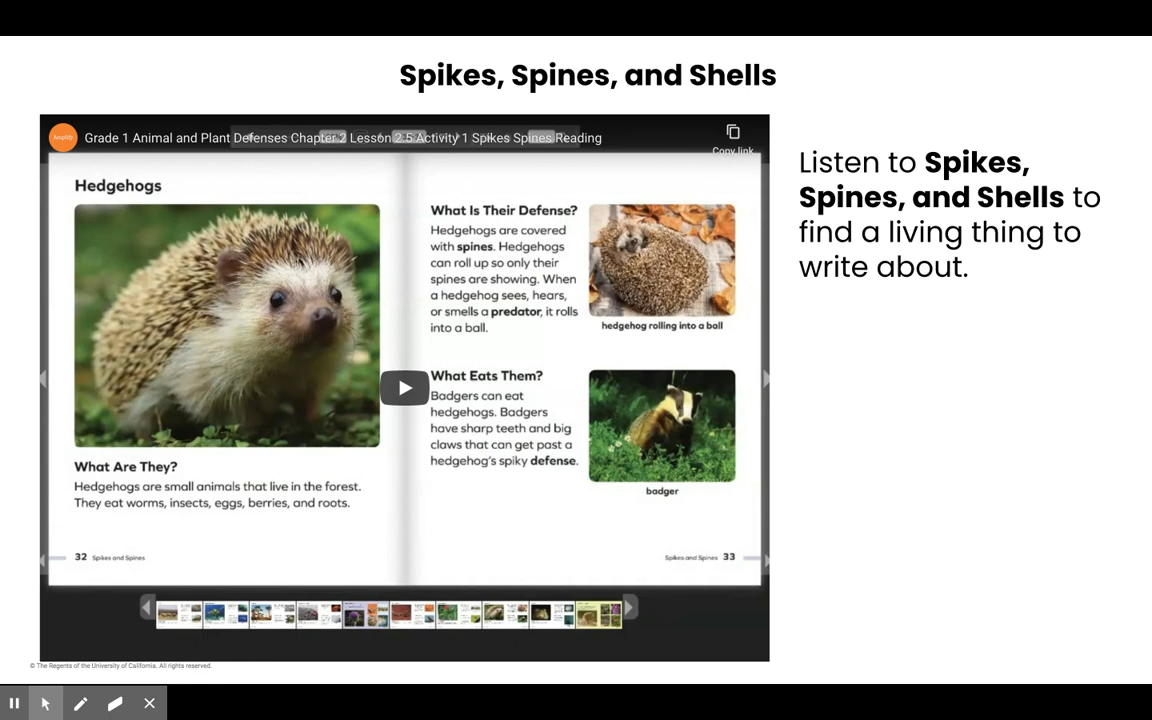 Spikes, Spines, and Shells
Amplify
Grade 1 Animal and Plant Defenses Chapter 2 Lesson 2.5 Activity 1 Spikes Spines Reading
Copy link
Hedgehogs
What Are They?
Hedgehogs are small animals that live in the forest.
They eat worms, insects, eggs, berries, and roots.
32 Spikes and Spines
What Is Their Defense?
Hedgehogs are covered
with spines. Hedgehogs
can roll up so only their
spines are showing. When
a hedgehog sees, hears,
or smells a predator, it rolls
into a ball.
hedgehog rolling into a ball
What Eats Them?
Badgers can eat
hedgehogs. Badgers
have sharp teeth and big
claws that can get past a
hedgehog's spiky defense.
badger
Spikes and Spines 33
Listen to Spikes,
Spines, and Shells to
find a living thing to
write about.
© The Regents of the University of California. All rights reserved.